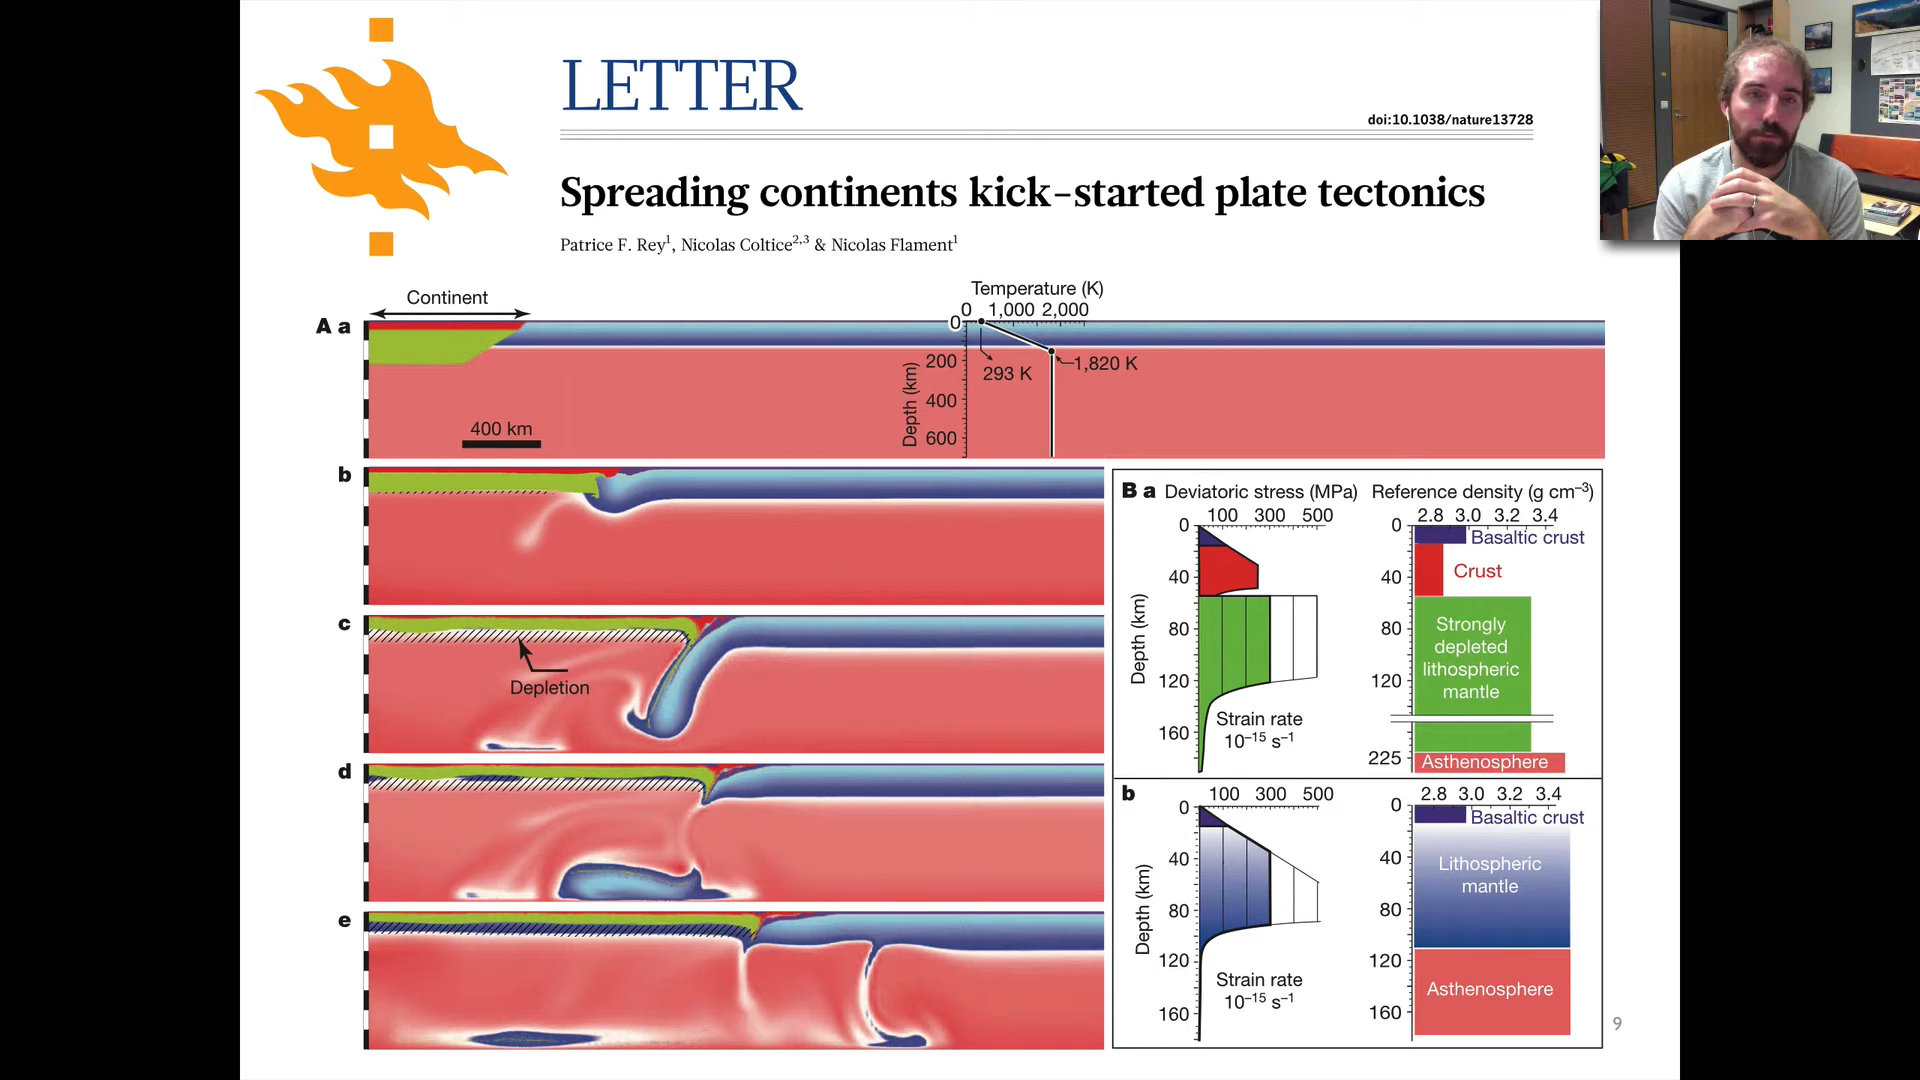 LETTER
doi:10.1038/nature13728
Spreading continents kick-started plate tectonics
Patrice F. Rey1, Nicolas Coltice2,3 & Nicolas Flament1
Continent
A a
Temperature (K)
0 1,000 2,000
0
200
400
600
Depth (km)
293 K
1,820 K
400 km
b
c
Depletion
d
e
B a
Deviatoric stress (MPa)
100 300 500
0
40
80
120
160
Depth (km)
Strain rate
10–15 s–1
Reference density (g cm–3)
2.8 3.0 3.2 3.4
0
40
80
120
225
Basaltic crust
Crust
Strongly
depleted
lithospheric
mantle
Asthenosphere
b
100 300 500
0
40
80
120
160
Depth (km)
Strain rate
10–15 s–1
2.8 3.0 3.2 3.4
0
40
80
120
160
Basaltic crust
Lithospheric
mantle
Asthenosphere
9